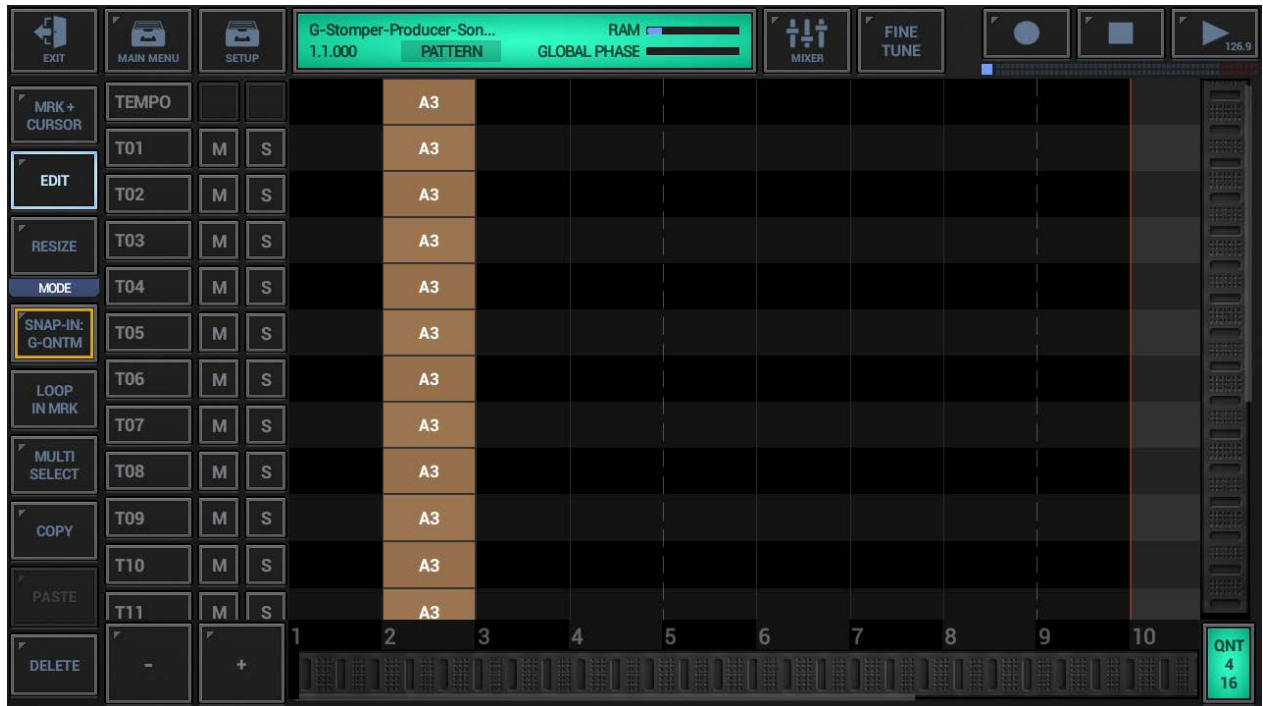 EXIT
MAIN MENU
SETUP
G-Stomper-Producer-Son...
RAM
1.1.000
PATTERN
GLOBAL PHASE
MIXER
FINE
TUNE
126.9
MRK +
CURSOR
EDIT
RESIZE
MODE
SNAP-IN:
G-QNTM
LOOP
IN MRK
MULTI
SELECT
COPY
PASTE
DELETE
TEMPO A3
T01 M S A3
T02 M S A3
T03 M S A3
T04 M S A3
T05 M S A3
T06 M S A3
T07 M S A3
T08 M S A3
T09 M S A3
T10 M S A3
T11 M S A3
- +
1 2 3 4 5 6 7 8 9 10
QNT
4
16